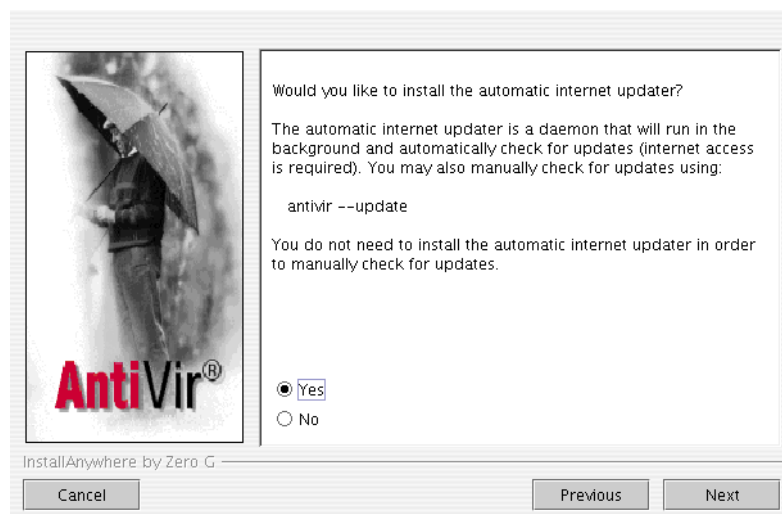 Would you like to install the automatic internet updater?
The automatic internet updater is a daemon that will run in the
background and automatically check for updates (internet access
is required). You may also manually check for updates using:
antivir --update
You do not need to install the automatic internet updater in order
to manually check for updates.
AntiVir®
Yes
No
InstallAnywhere by Zero G
Cancel
Previous
Next